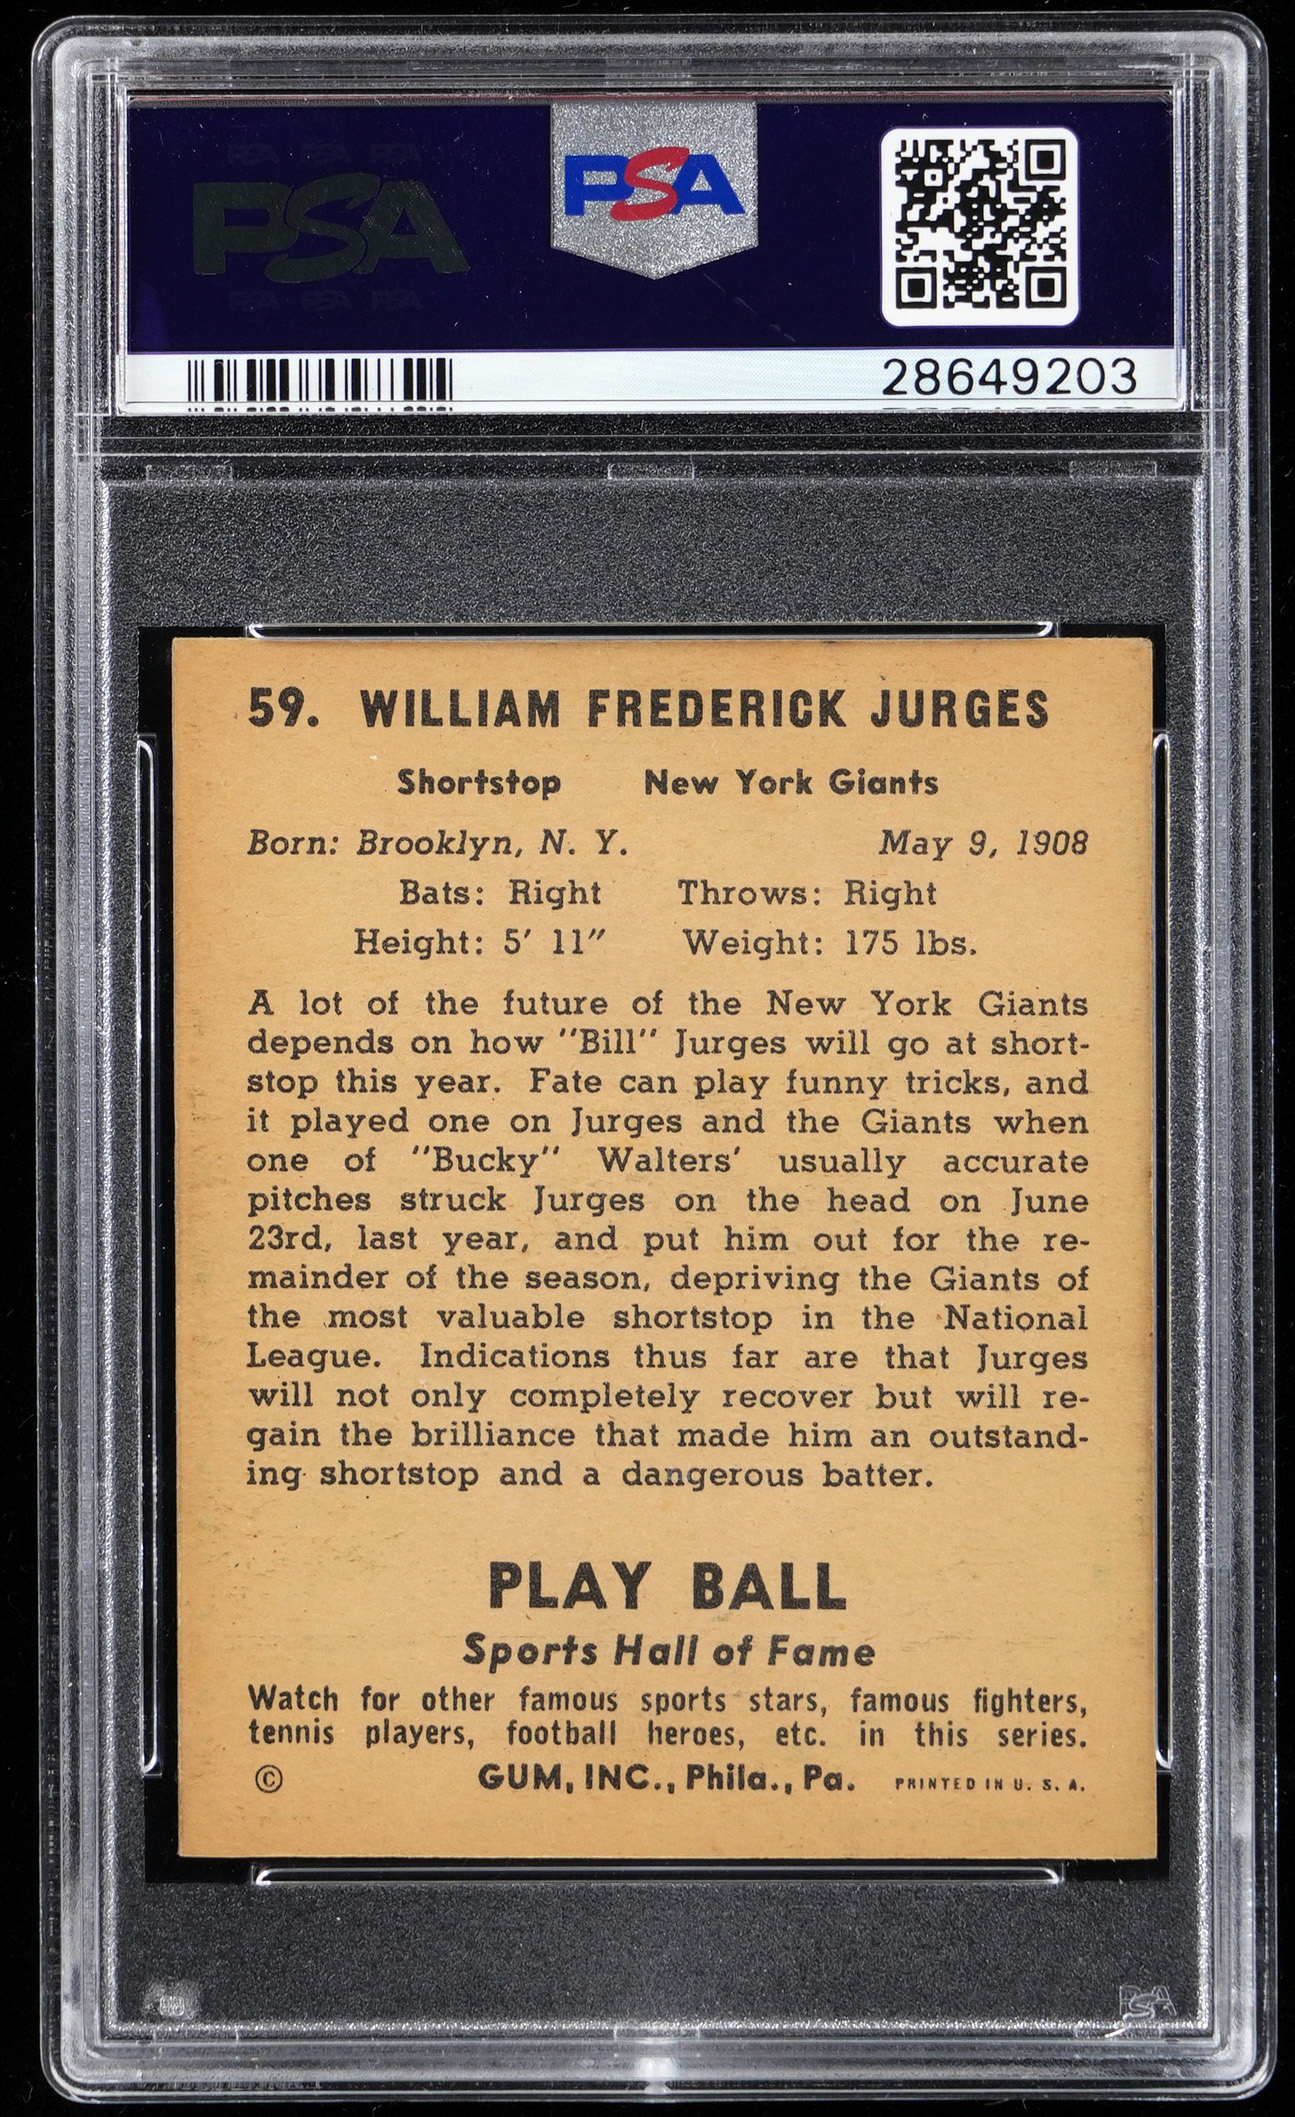 PSA
PSA
28649203
59. WILLIAM FREDERICK JURGES
Shortstop New York Giants
Born: Brooklyn, N. Y. May 9, 1908
Bats: Right Throws: Right
Height: 5′ 11″ Weight: 175 lbs.
A lot of the future of the New York Giants
depends on how "Bill" Jurges will go at short-
stop this year. Fate can play funny tricks, and
it played one on Jurges and the Giants when
one of "Bucky" Walters' usually accurate
pitches struck Jurges on the head on June
23rd, last year, and put him out for the re-
mainder of the season, depriving the Giants of
the most valuable shortstop in the National
League. Indications thus far are that Jurges
will not only completely recover but will re-
gain the brilliance that made him an outstand-
ing shortstop and a dangerous batter.
PLAY BALL
Sports Hall of Fame
Watch for other famous sports stars, famous fighters,
tennis players, football heroes, etc. in this series.
© GUM, INC., Phila., Pa. PRINTED IN U. S. A.
PSA